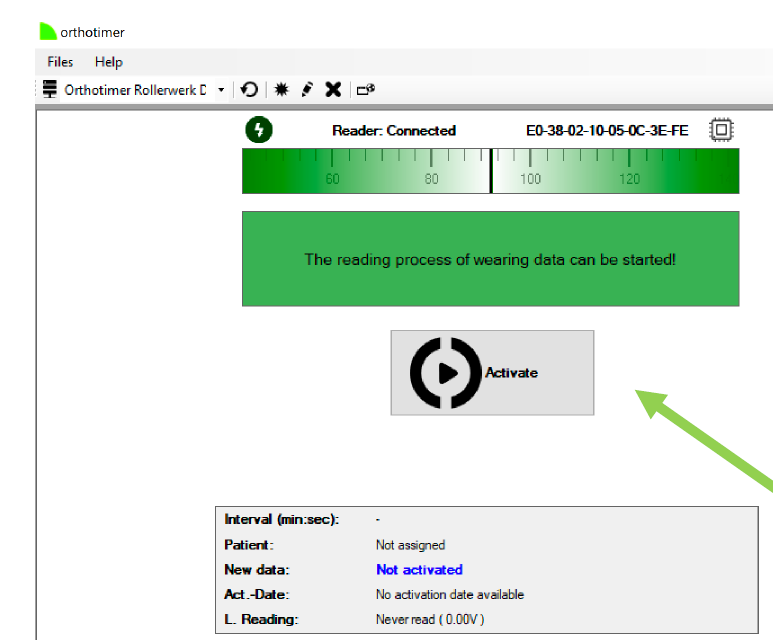 orthotimer
Files Help
Orthotimer Rollerwerk D
Reader: Connected E0-38-02-10-05-0C-3E-FE
60 80 100 120
The reading process of wearing data can be started!
Activate
Interval (min:sec): -
Patient: Not assigned
New data: Not activated
Act.-Date: No activation date available
L. Reading: Never read ( 0.00V )